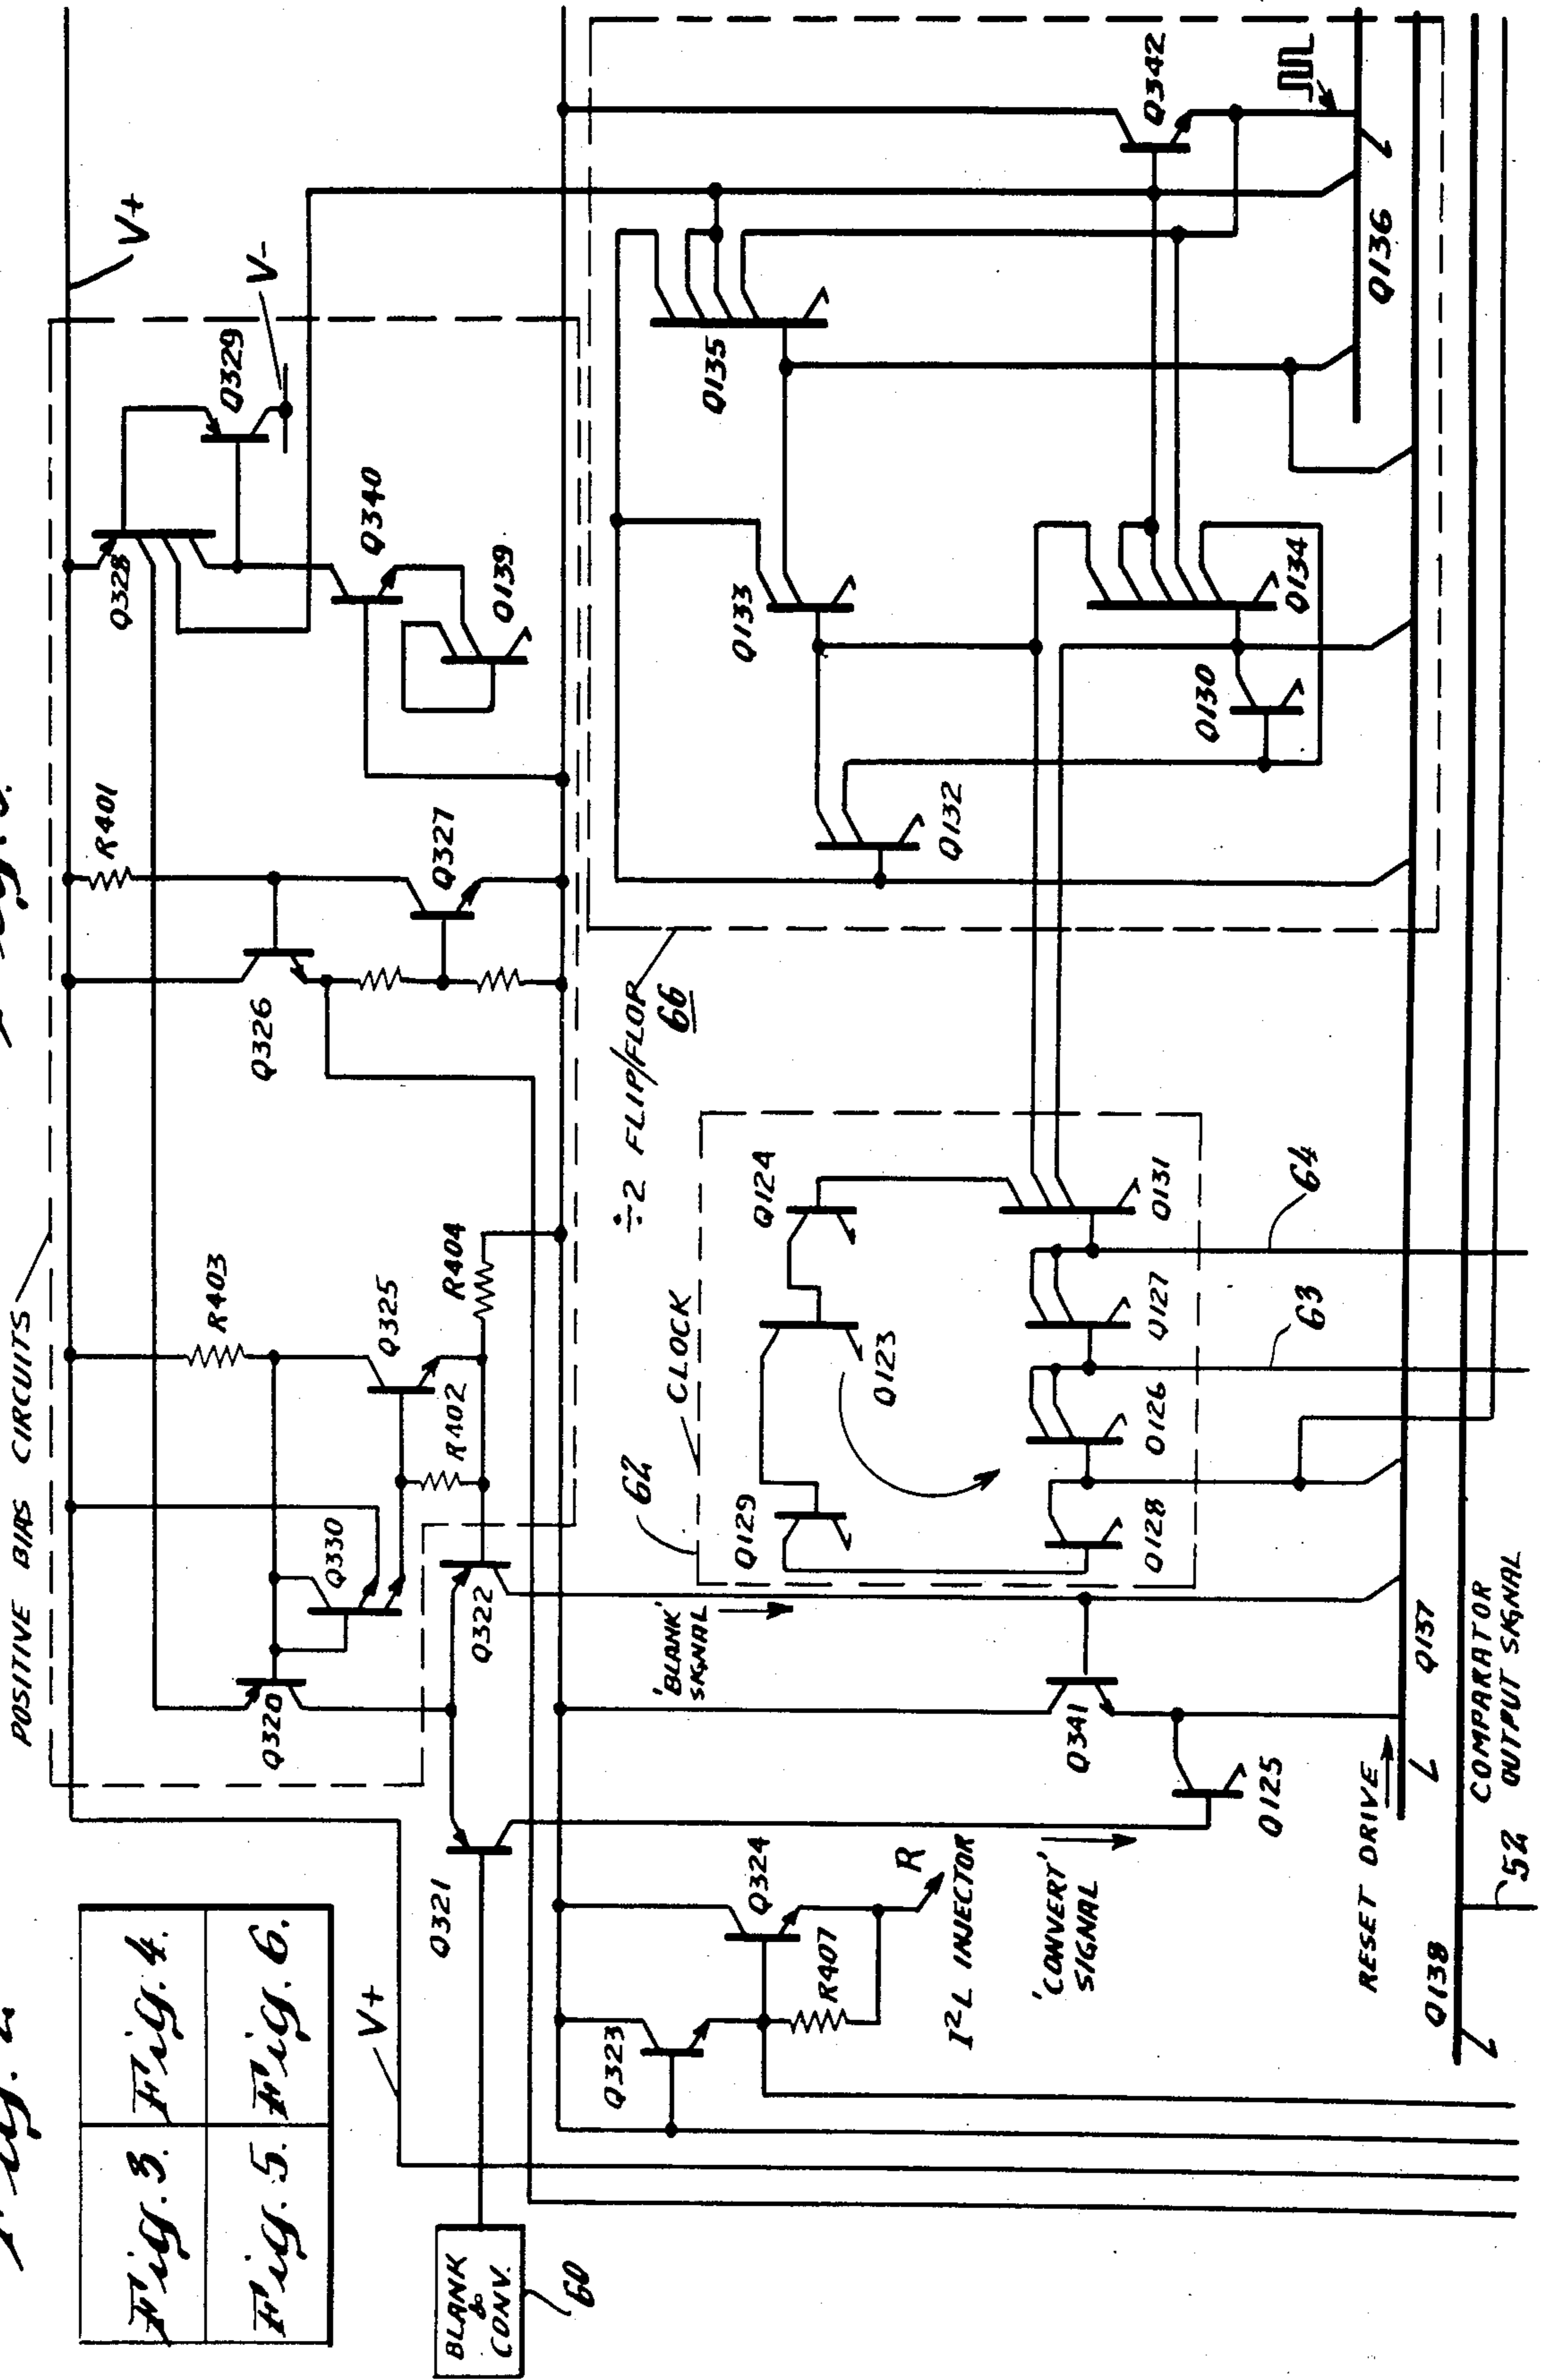 Fig. 3.
Fig. 4.
Fig. 5.
Fig. 6.
POSITIVE BIAS CIRCUITS
V+
V+
V-
BLANK
&
CONV.
60
Q321
Q320
Q330
Q322
R402
R403
Q325
R404
Q326
R401
Q327
Q328
Q329
Q340
Q139
Q323
Q324
R407
R
I²L INJECTOR
'CONVERT'
SIGNAL
'BLANK'
SIGNAL
Q341
Q125
RESET DRIVE
62
CLOCK
Q129
Q123
Q124
Q128
Q126
Q127
Q131
63
64
÷2 FLIP/FLOR
66
Q132
Q133
Q130
Q134
Q135
Q342
Q136
Q137
Q138
52
COMPARATOR
OUTPUT SIGNAL